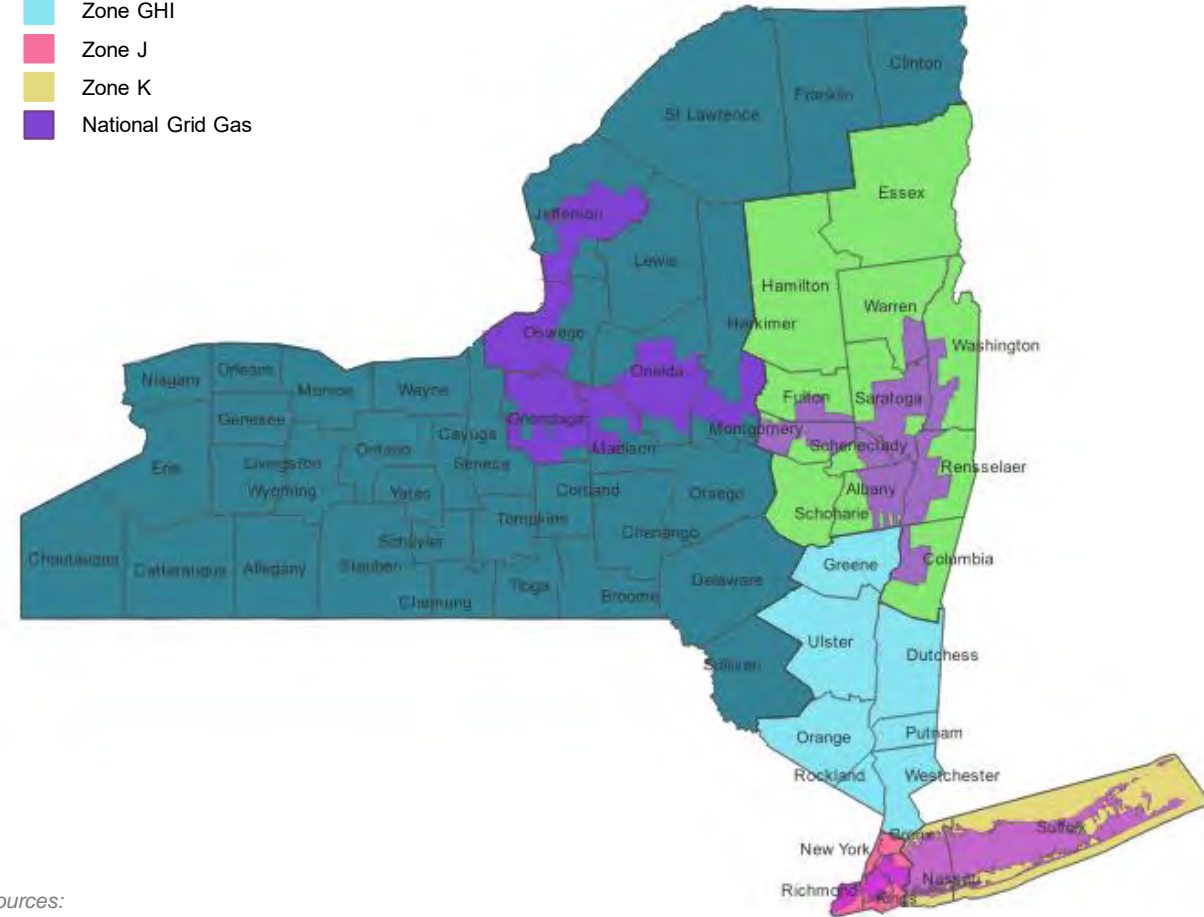 Zone GHI
Zone J
Zone K
National Grid Gas
Clinton
Franklin
St Lawrence
Essex
Jefferson
Lewis
Hamilton
Warren
Herkimer
Oswego
Washington
Oneida
Niagara
Orleans
Monroe
Wayne
Fulton
Saratoga
Genesee
Onondaga
Montgomery
Cayuga
Schenectady
Ontario
Madison
Erie
Livingston
Seneca
Rensselaer
Wyoming
Yates
Cortland
Otsego
Albany
Schoharie
Tompkins
Chenango
Schuyler
Chautauqua
Cattaraugus
Allegany
Steuben
Greene
Columbia
Tioga
Delaware
Chemung
Broome
Ulster
Dutchess
Sullivan
Orange
Putnam
Rockland
Westchester
Suffolk
Bronx
New York
Nassau
Richmond
Kings
ources: